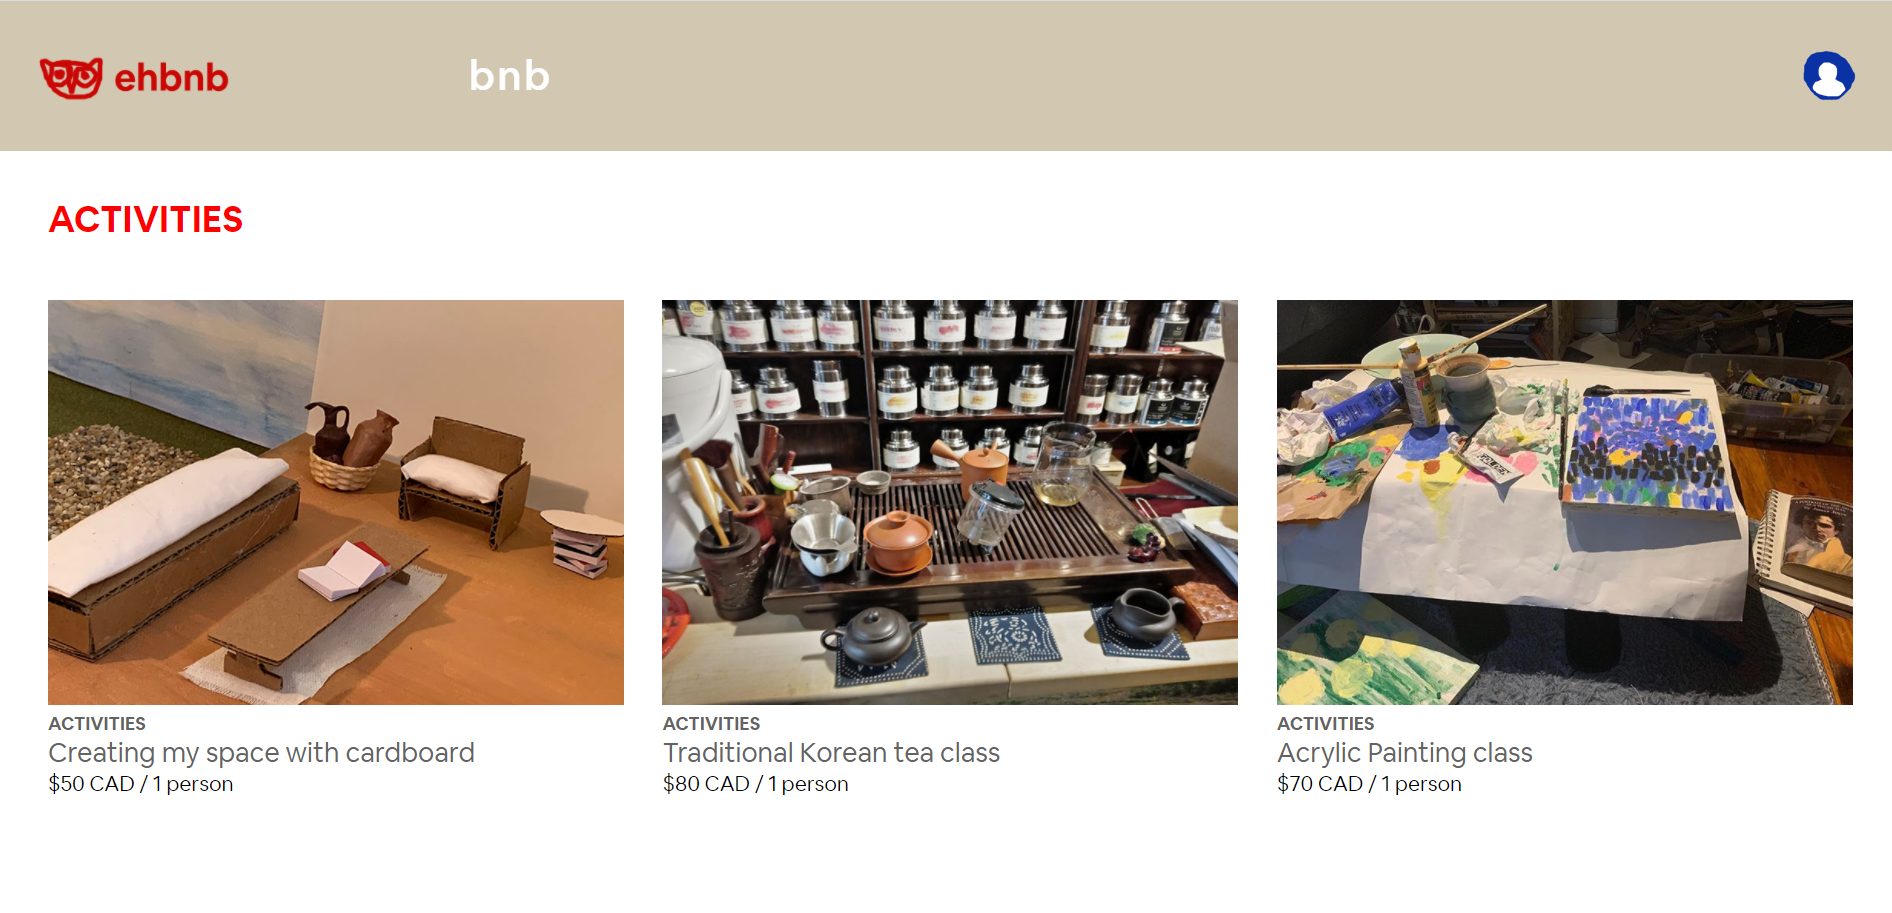 ehbnb
bnb
ACTIVITIES
ACTIVITIES
Creating my space with cardboard
$50 CAD / 1 person
ACTIVITIES
Traditional Korean tea class
$80 CAD / 1 person
ACTIVITIES
Acrylic Painting class
$70 CAD / 1 person